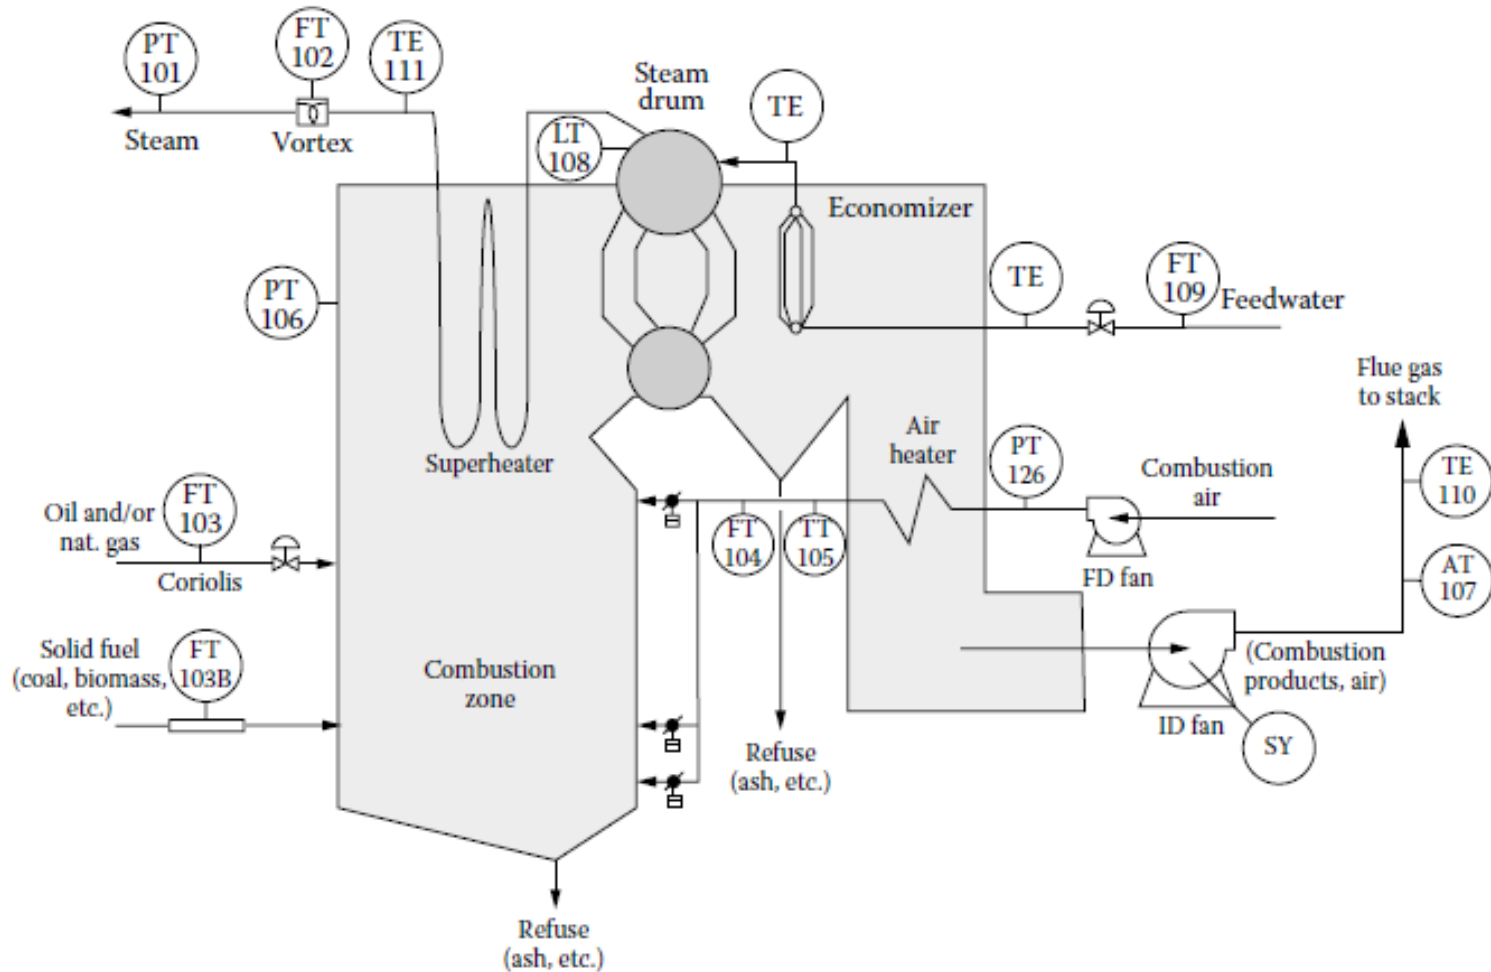 PT
101
FT
102
TE
111
Steam
Vortex
Steam
drum
LT
108
TE
Economizer
PT
106
TE
FT
109
Feedwater
Flue gas
to stack
Superheater
Air
heater
PT
126
Combustion
air
TE
110
Oil and/or
nat. gas
FT
103
Coriolis
FT
104
TT
105
FD fan
AT
107
Solid fuel
(coal, biomass,
etc.)
FT
103B
Combustion
zone
(Combustion
products, air)
ID fan
SY
Refuse
(ash, etc.)
Refuse
(ash, etc.)